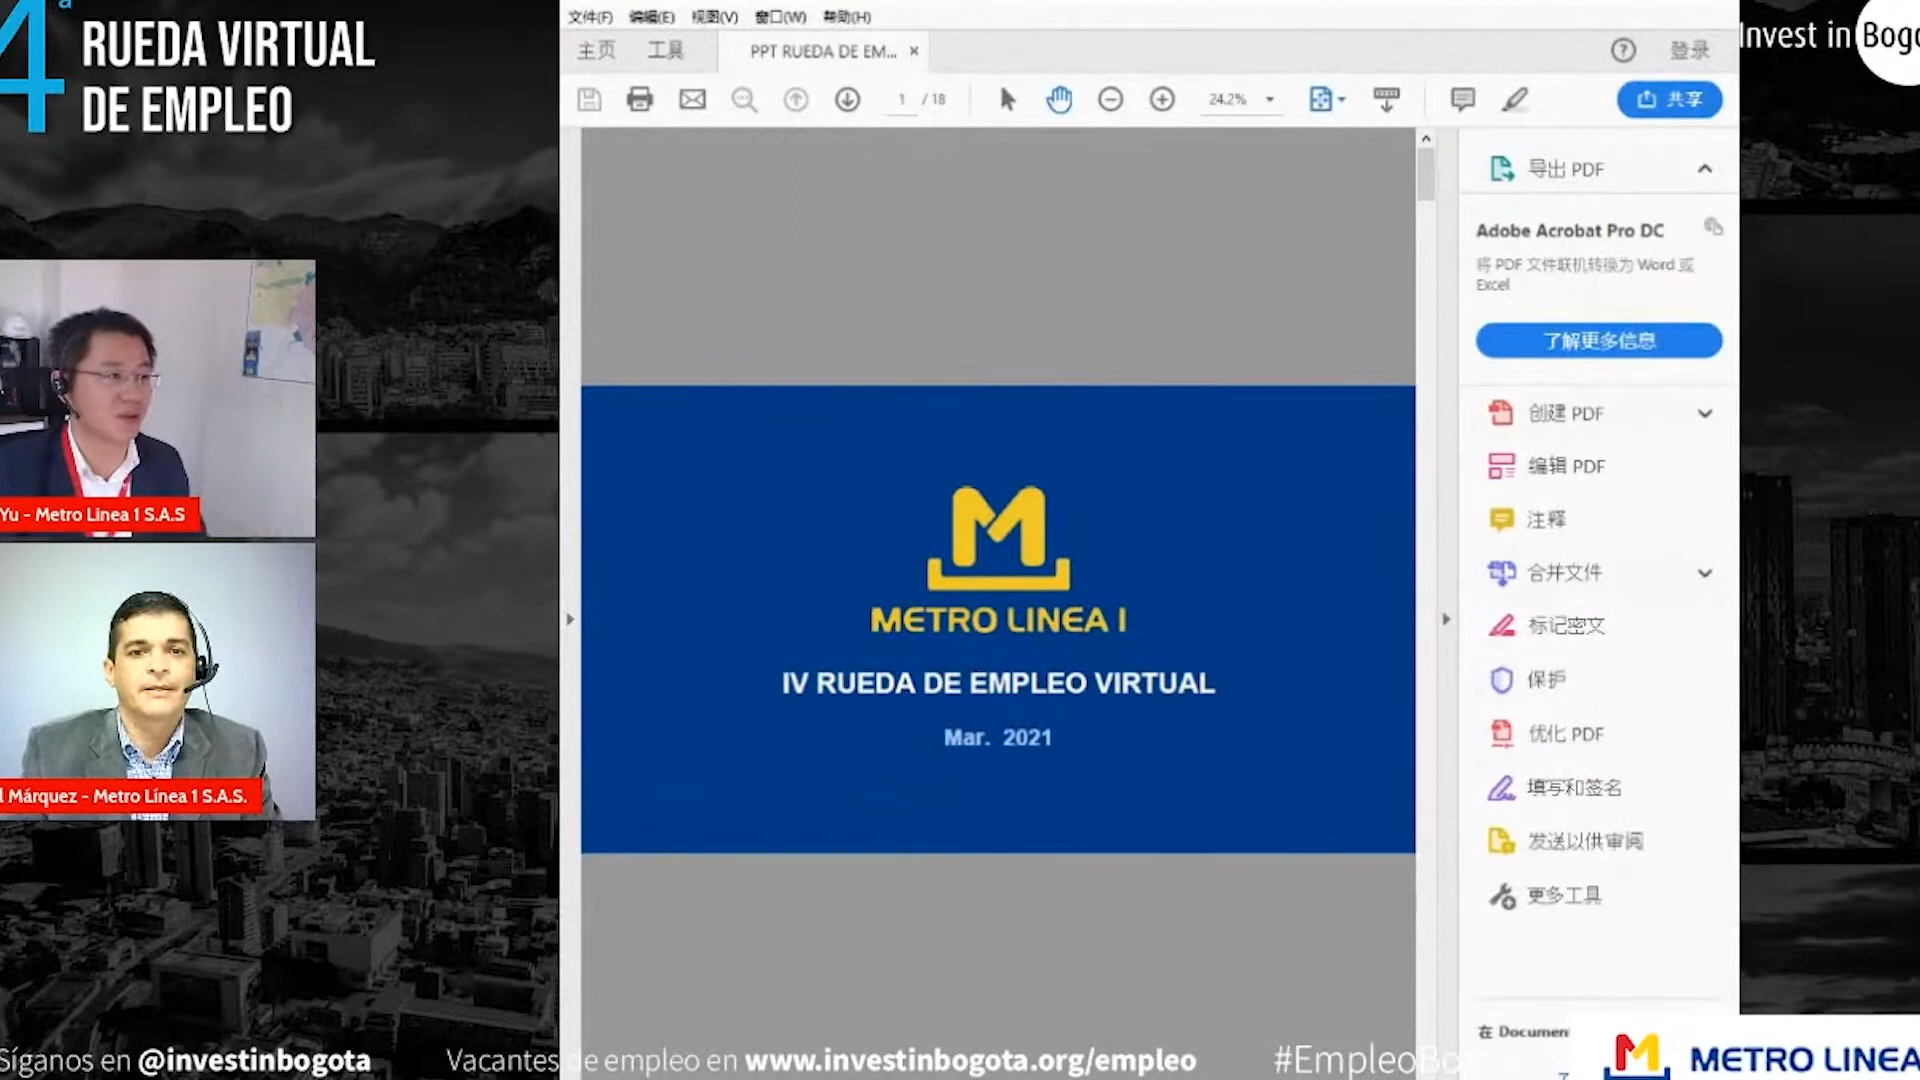 4ª
RUEDA VIRTUAL
DE EMPLEO
文件(F) 编辑(E) 视图(V) 窗口(W) 帮助(H)
主页 工具 PPT RUEDA DE EM... ×
登录
Invest in Bogo
1 / 18
24.2%
共享
导出 PDF
Adobe Acrobat Pro DC
将 PDF 文件联机转换为 Word 或
Excel
了解更多信息
创建 PDF
编辑 PDF
注释
合并文件
标记密文
保护
优化 PDF
填写和签名
发送以供审阅
更多工具
在 Documen
Yu - Metro Linea 1 S.A.S
l Márquez - Metro Línea 1 S.A.S.
M
METRO LINEA I
IV RUEDA DE EMPLEO VIRTUAL
Mar. 2021
Síganos en @investinbogota
Vacantes de empleo en www.investinbogota.org/empleo
#EmpleoBog
METRO LINEA